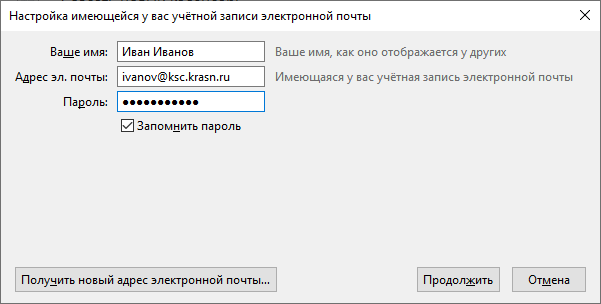 Настройка имеющейся у вас учётной записи электронной почты
Ваше имя: Иван Иванов Ваше имя, как оно отображается у других
Адрес эл. почты: ivanov@ksc.krasn.ru Имеющаяся у вас учётная запись электронной почты
Пароль: ●●●●●●●●●●●
Запомнить пароль
Получить новый адрес электронной почты... Продолжить Отмена